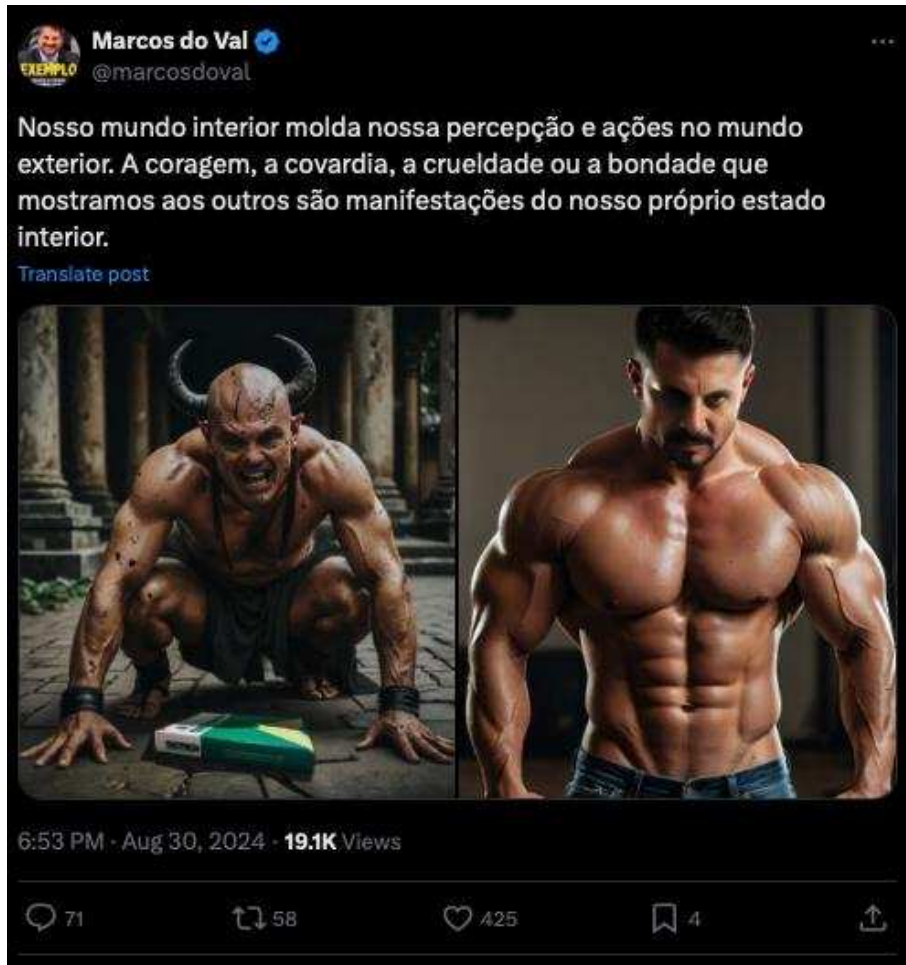 Marcos do Val
EXEMPLO
@marcosdoval
Nosso mundo interior molda nossa percepção e ações no mundo
exterior. A coragem, a covardia, a crueldade ou a bondade que
mostramos aos outros são manifestações do nosso próprio estado
interior.
Translate post
6:53 PM · Aug 30, 2024 · 19.1K Views
71 58 425 4